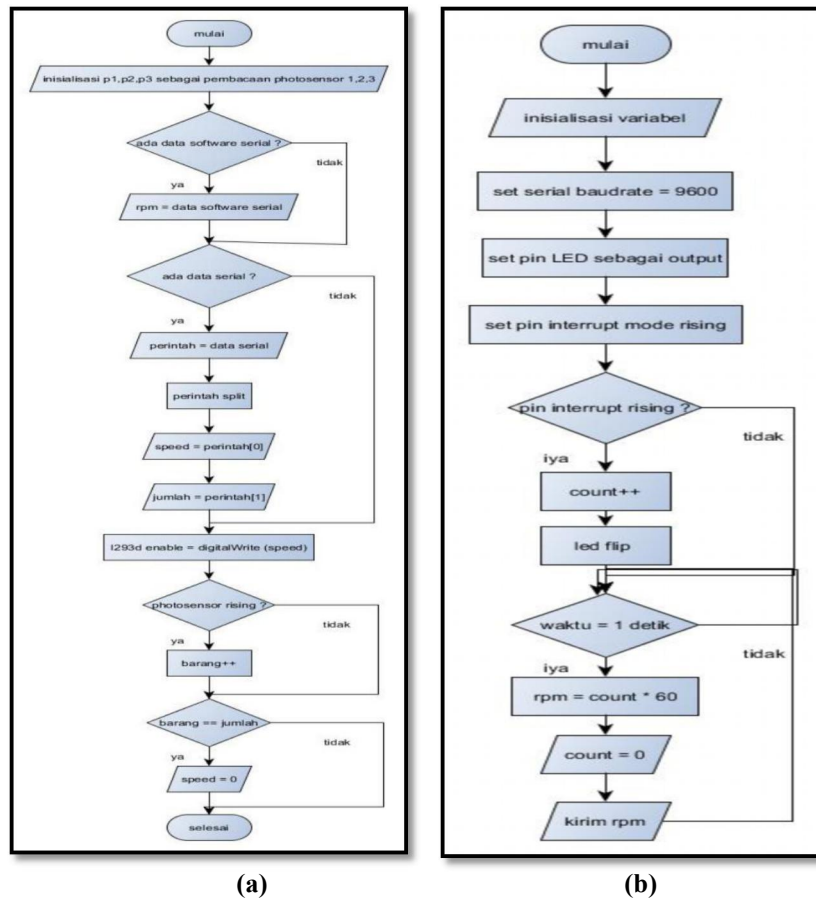 mulai
inisialisasi p1,p2,p3 sebagai pembacaan photosensor 1,2,3
ada data software serial ?
tidak
ya
rpm = data software serial
ada data serial ?
tidak
ya
perintah = data serial
perintah split
speed = perintah[0]
jumlah = perintah[1]
l293d enable = digitalWrite (speed)
photosensor rising ?
tidak
ya
barang++
barang == jumlah
tidak
ya
speed = 0
selesai
(a)
mulai
inisialisasi variabel
set serial baudrate = 9600
set pin LED sebagai output
set pin interrupt mode rising
pin interrupt rising ?
tidak
iya
count++
led flip
waktu = 1 detik
tidak
iya
rpm = count * 60
count = 0
kirim rpm
(b)